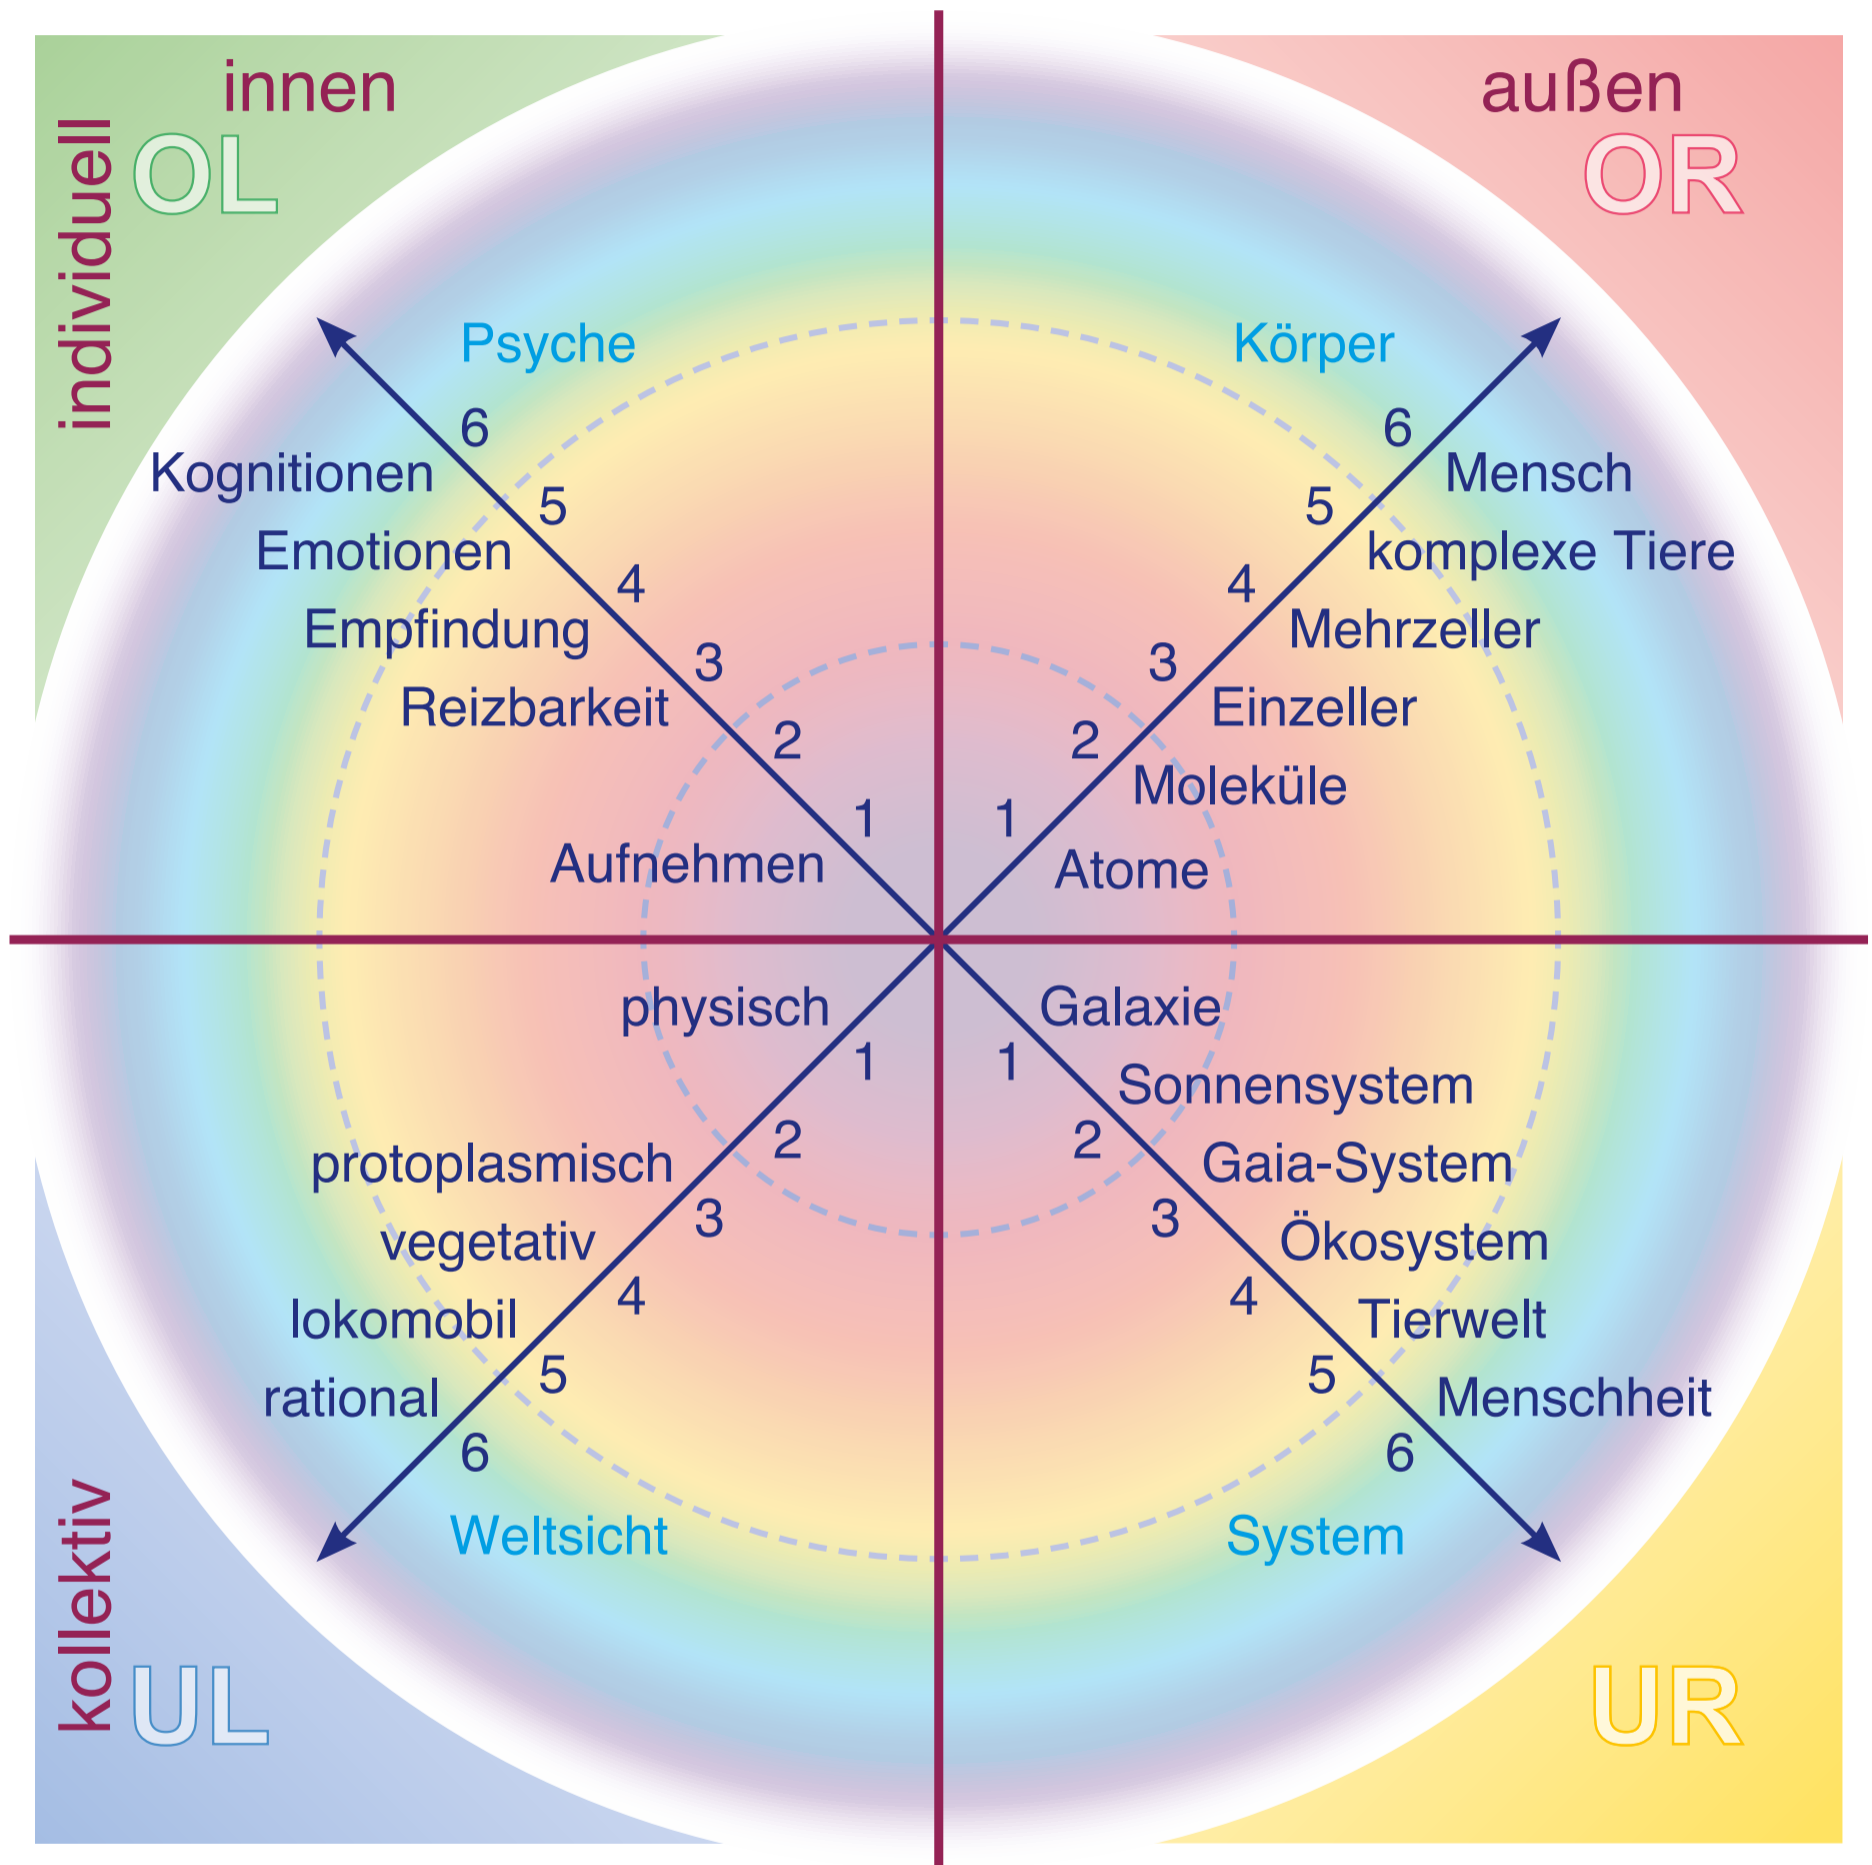 innen
außen
individuell
OL
OR
Psyche
Körper
6
6
Kognitionen
Mensch
5
5
Emotionen
komplexe Tiere
4
4
Empfindung
Mehrzeller
3
3
Reizbarkeit
Einzeller
2
2
Moleküle
1
1
Aufnehmen
Atome
physisch
Galaxie
1
1
Sonnensystem
2
2
protoplasmisch
Gaia-System
3
3
vegetativ
Ökosystem
4
4
lokomobil
Tierwelt
5
5
rational
Menschheit
6
6
Weltsicht
System
kollektiv
UL
UR